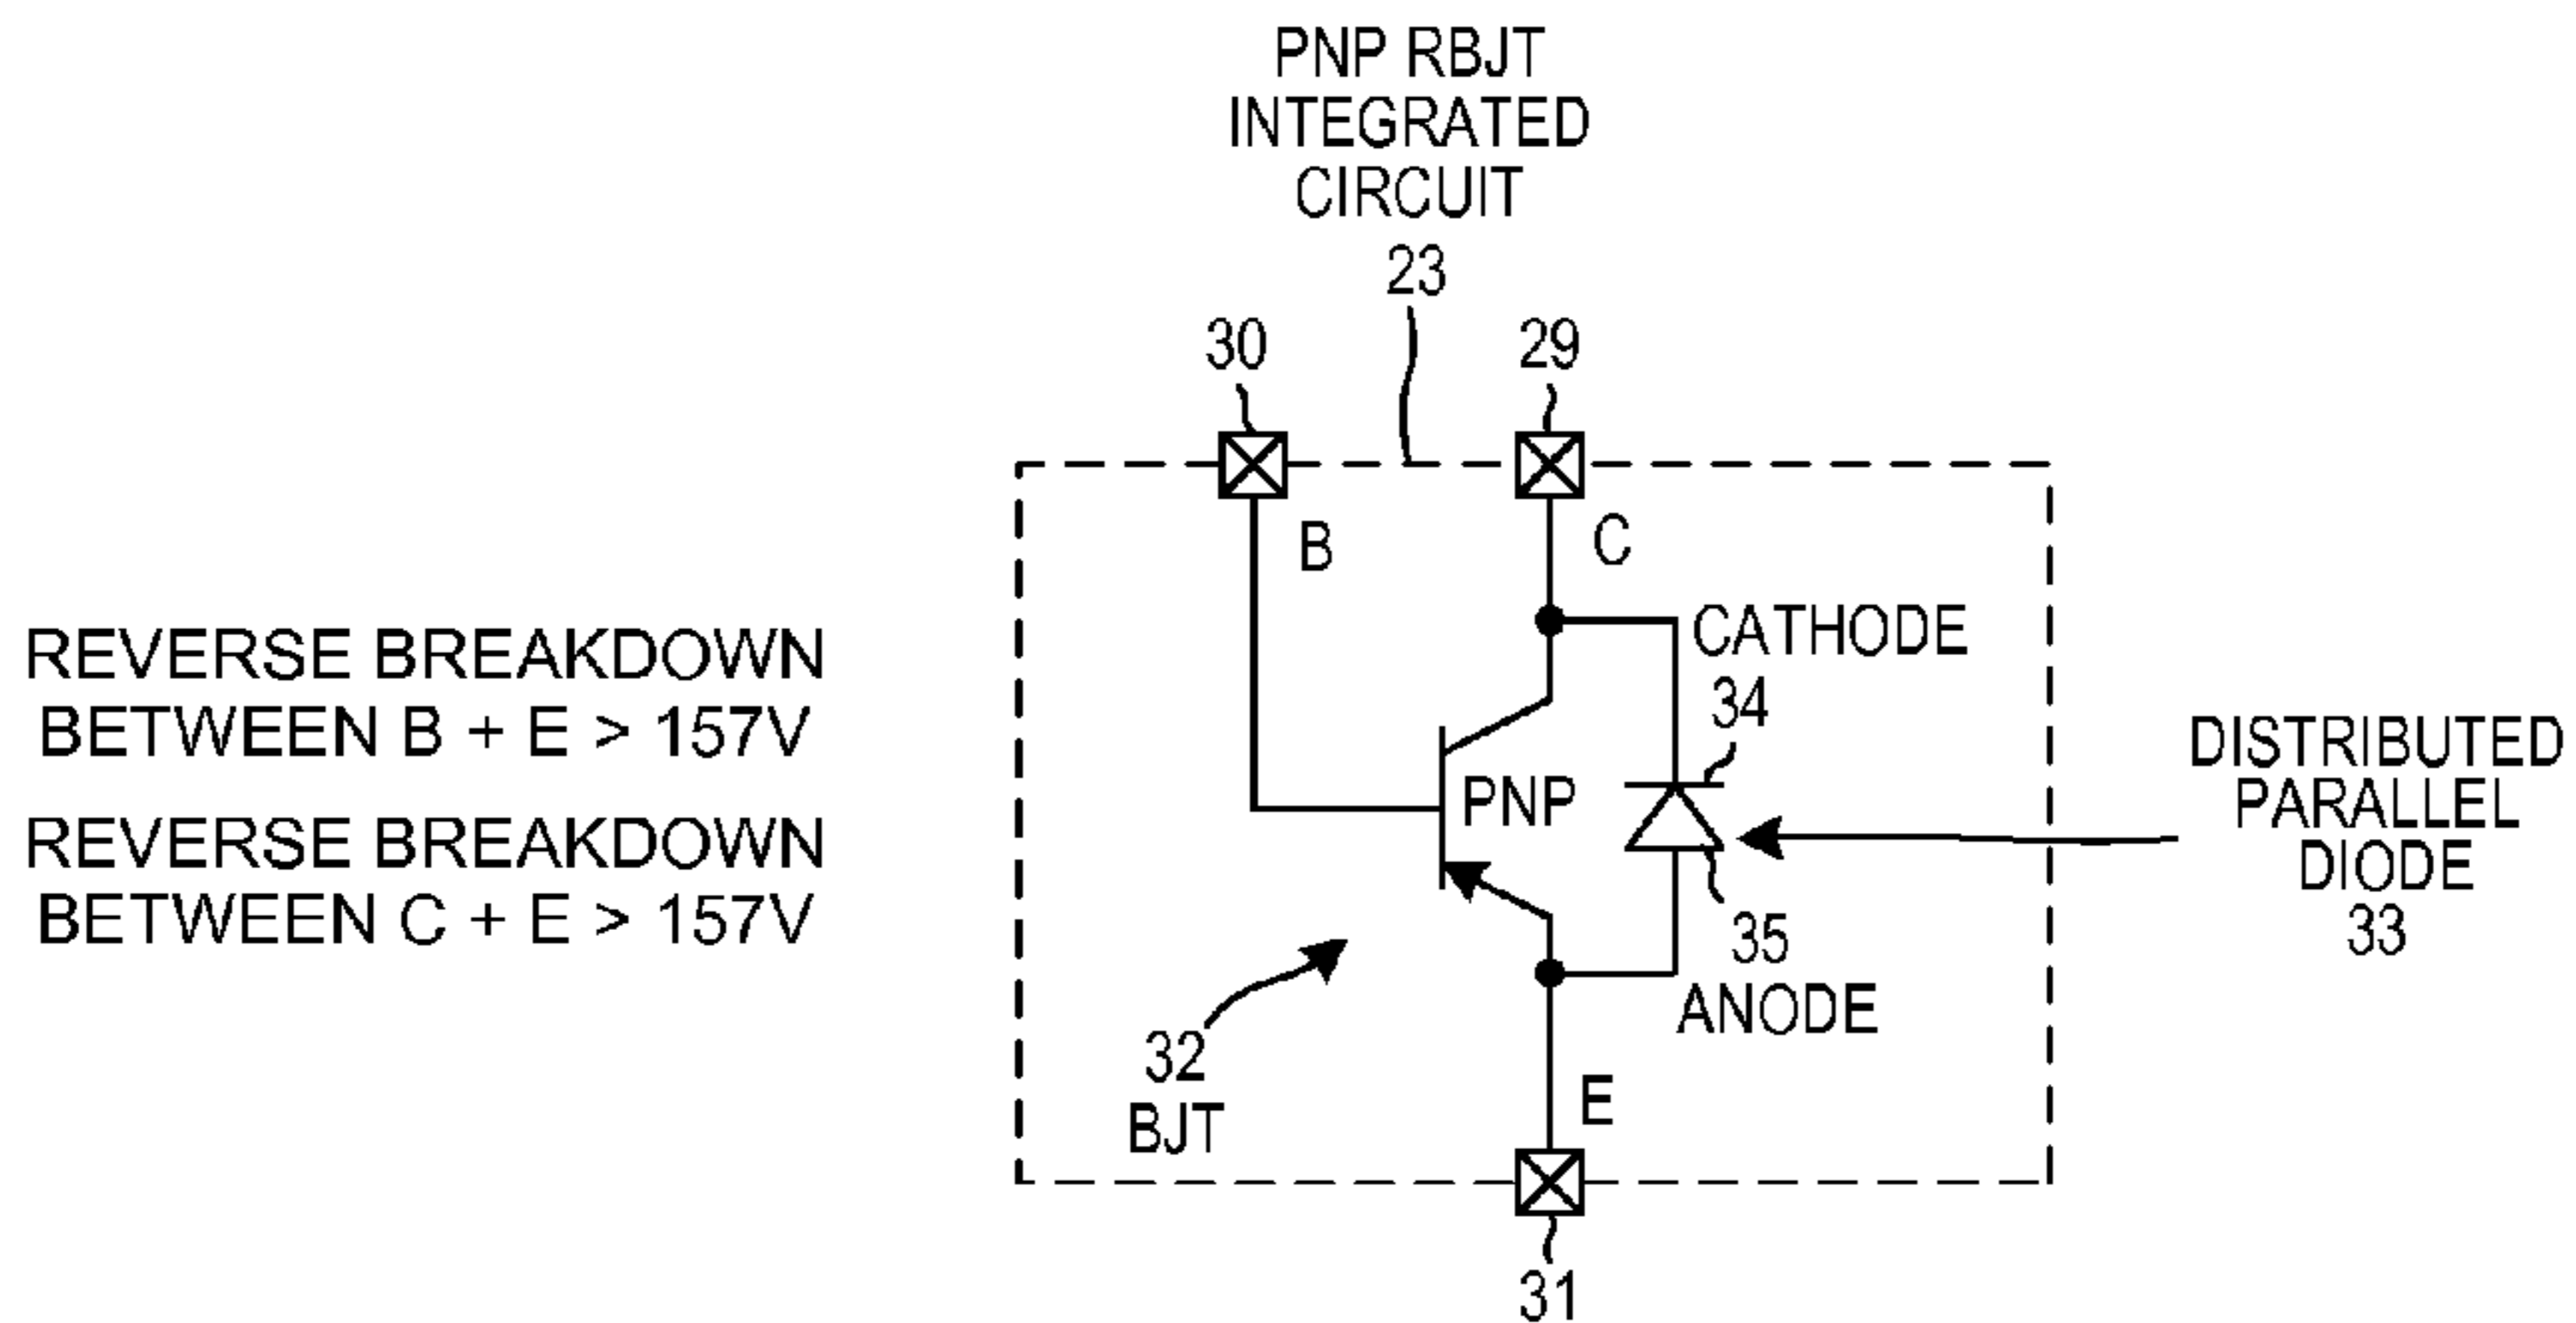 PNP RBJT
INTEGRATED
CIRCUIT
23
30
29
B
C
REVERSE BREAKDOWN
BETWEEN B + E > 157V
REVERSE BREAKDOWN
BETWEEN C + E > 157V
CATHODE
34
PNP
35
ANODE
DISTRIBUTED
PARALLEL
DIODE
33
32
BJT
E
31